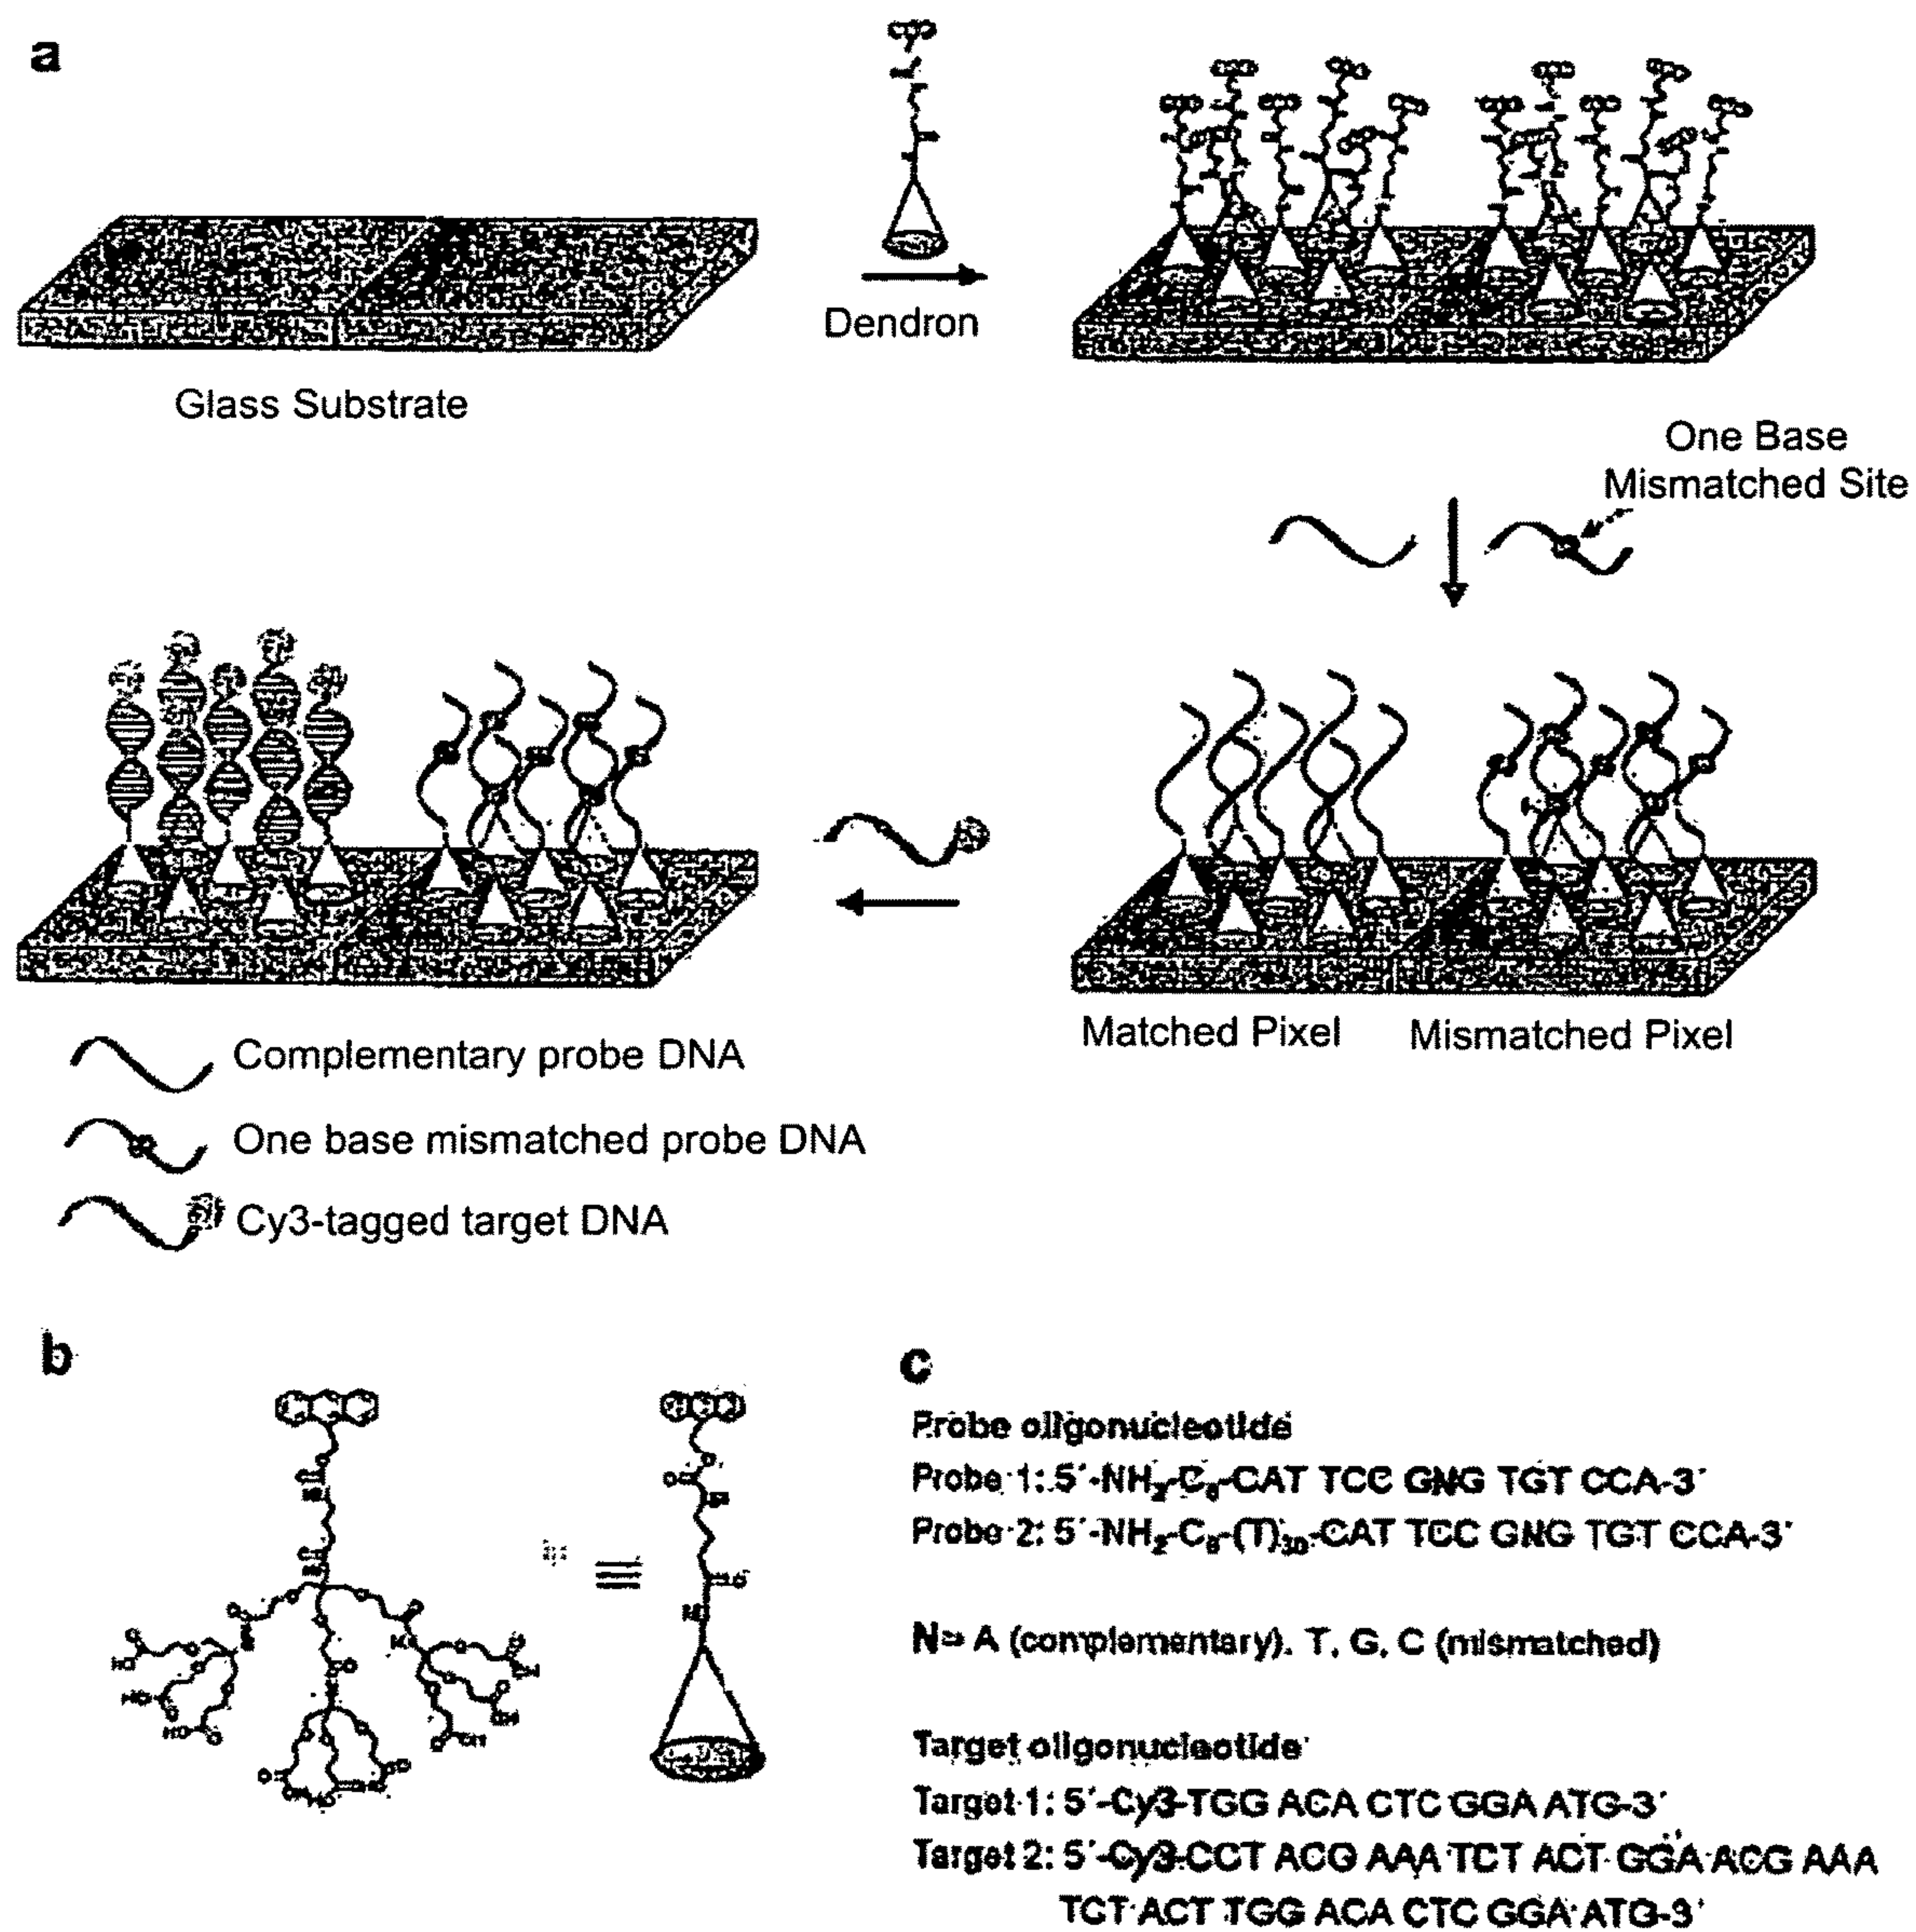 a
Dendron
Glass Substrate
One Base
Mismatched Site
Matched Pixel
Mismatched Pixel
Complementary probe DNA
One base mismatched probe DNA
Cy3-tagged target DNA
b
c
Probe oligonucleotide
Probe 1: 5'-NH₂-C₆-CAT TCC GNG TGT CCA-3'
Probe 2: 5'-NH₂-C₆-(T)₃₀-CAT TCC GNG TGT CCA-3'
N= A (complementary). T, G, C (mismatched)
Target oligonucleotide
Target 1: 5'-Cy3-TGG ACA CTC GGA ATG-3'
Target 2: 5'-Cy3-CCT ACG AAA TCT ACT GGA ACG AAA
TCT ACT TGG ACA CTC GGA ATG-3'